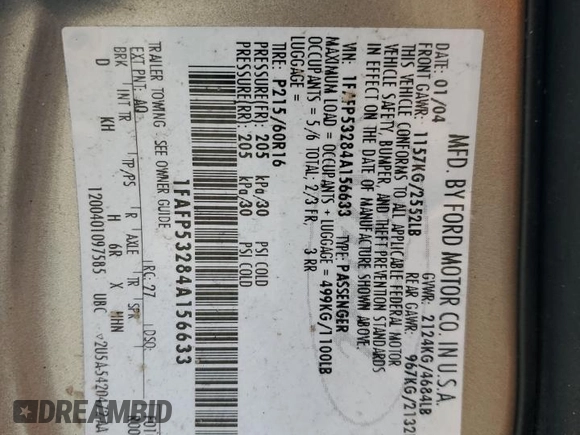 MFD. BY FORD MOTOR CO. IN U.S.A.
DATE: 01/04 GVWR: 2124KG/4684LB
FRONT GAWR: 1157KG/2552LB REAR GAWR: 967KG/2132
THIS VEHICLE CONFORMS TO ALL APPLICABLE FEDERAL MOTOR
VEHICLE SAFETY, BUMPER, AND THEFT PREVENTION STANDARDS
IN EFFECT ON THE DATE OF MANUFACTURE SHOWN ABOVE.
VIN: 1FAFP53284A156633 TYPE: PASSENGER
MAXIMUM LOAD = OCCUPANTS + LUGGAGE = 499KG/1100LB
OCCUPANTS = 5/6 TOTAL: 2/3 FR, 3 RR
LUGGAGE =
TIRE: P215/60R16
PRESSURE(FR): 205 kPa/30 PSI COLD
PRESSURE(RR): 205 kPa/30 PSI COLD
1FAFP53284A156633
TRAILER TOWING - SEE OWNER GUIDE
EXT PNT: AQ RC: 27 DSO:
BRK INT TR TP/PS R AXLE TR SPR
D KH H 6R X HHN
1200401097585 UBC
DREAMBID